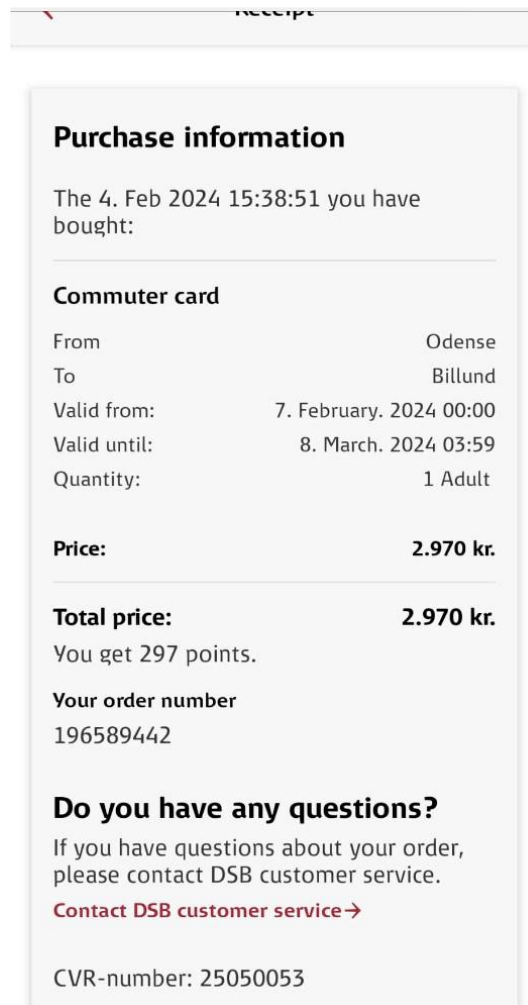 Purchase information
The 4. Feb 2024 15:38:51 you have
bought:
Commuter card
From Odense
To Billund
Valid from: 7. February. 2024 00:00
Valid until: 8. March. 2024 03:59
Quantity: 1 Adult
Price: 2.970 kr.
Total price: 2.970 kr.
You get 297 points.
Your order number
196589442
Do you have any questions?
If you have questions about your order,
please contact DSB customer service.
Contact DSB customer service→
CVR-number: 25050053